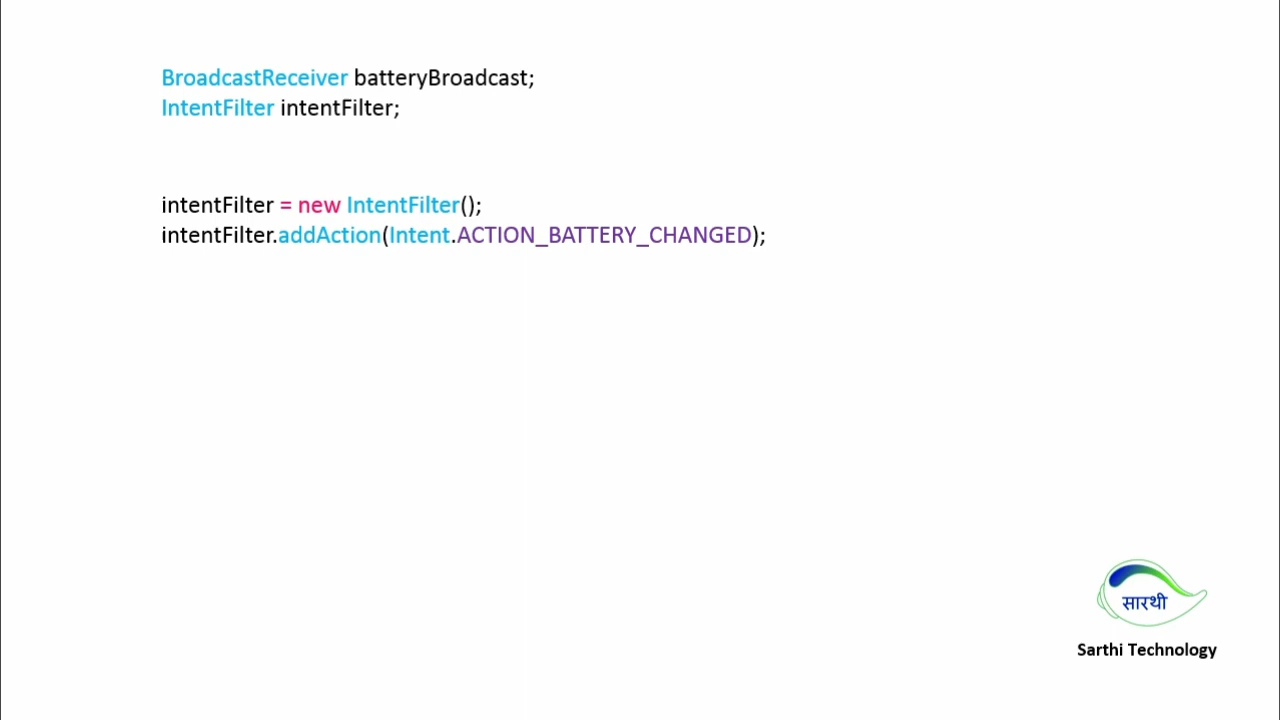 BroadcastReceiver batteryBroadcast;
IntentFilter intentFilter;
intentFilter = new IntentFilter();
intentFilter.addAction(Intent.ACTION_BATTERY_CHANGED);
सारथी
Sarthi Technology